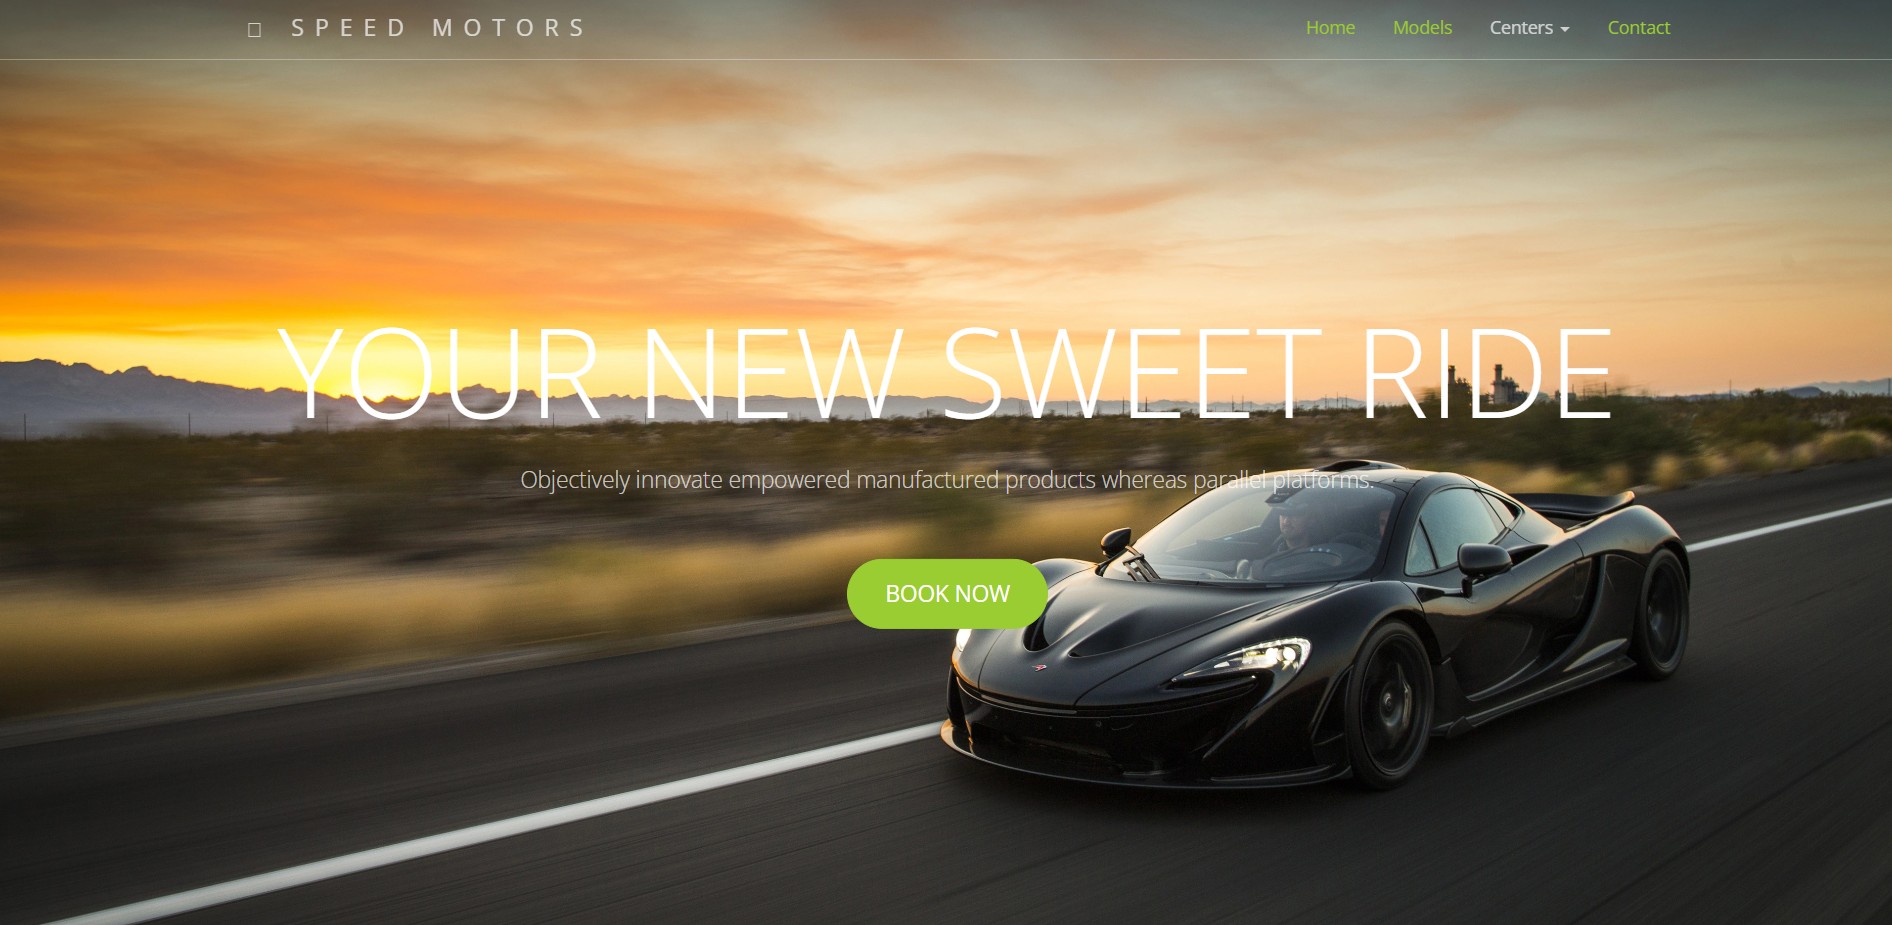 SPEED MOTORS
Home Models Centers Contact
YOUR NEW SWEET RIDE
Objectively innovate empowered manufactured products whereas parallel platforms.
BOOK NOW